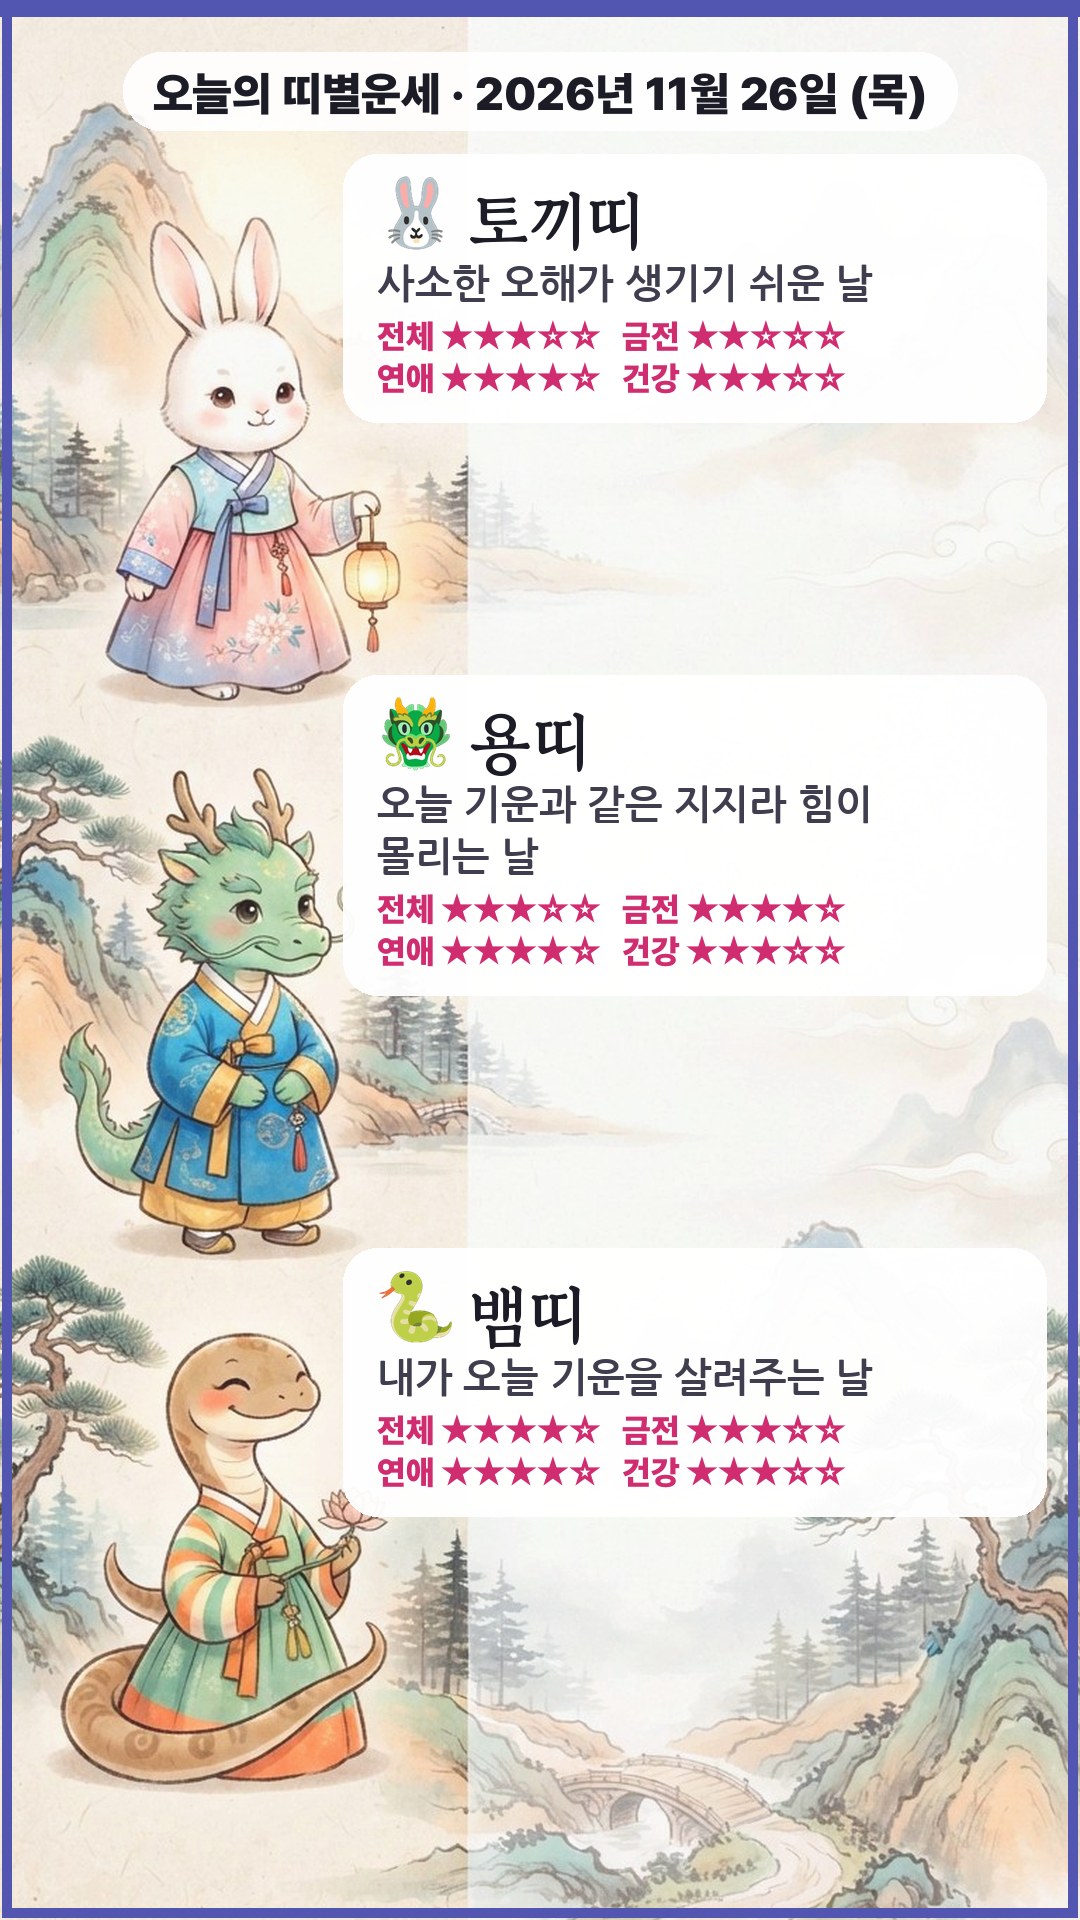 오늘의 띠별운세 · 2026년 11월 26일 (목)
토끼띠
사소한 오해가 생기기 쉬운 날
전체 ★★★☆☆ 금전 ★★☆☆☆
연애 ★★★★☆ 건강 ★★★☆☆
용띠
오늘 기운과 같은 지지라 힘이
몰리는 날
전체 ★★★☆☆ 금전 ★★★★☆
연애 ★★★★☆ 건강 ★★★☆☆
뱀띠
내가 오늘 기운을 살려주는 날
전체 ★★★★☆ 금전 ★★★☆☆
연애 ★★★★☆ 건강 ★★★☆☆